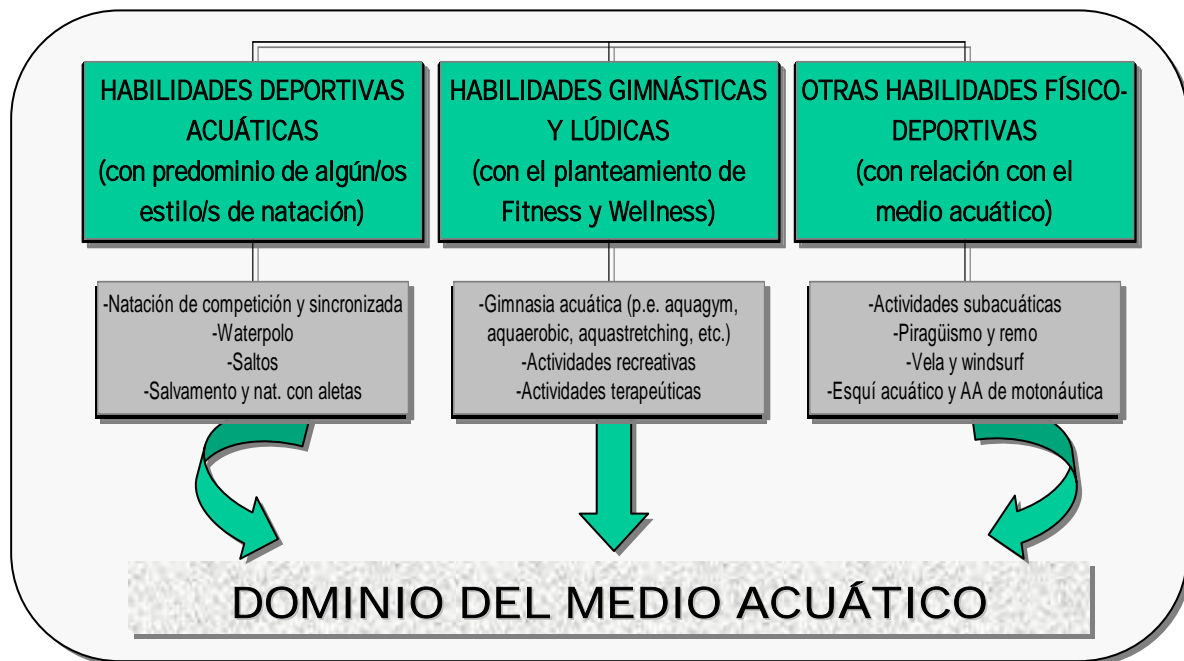 HABILIDADES DEPORTIVAS
ACUÁTICAS
(con predominio de algún/os
estilo/s de natación)
HABILIDADES GIMNÁSTICAS
Y LÚDICAS
(con el planteamiento de
Fitness y Wellness)
OTRAS HABILIDADES FÍSICO-
DEPORTIVAS
(con relación con el
medio acuático)
-Natación de competición y sincronizada
-Waterpolo
-Saltos
-Salvamento y nat. con aletas
-Gimnasia acuática (p.e. aquagym,
aquaerobic, aquastretching, etc.)
-Actividades recreativas
-Actividades terapeúticas
-Actividades subacuáticas
-Piragüismo y remo
-Vela y windsurf
-Esquí acuático y AA de motonáutica
DOMINIO DEL MEDIO ACUÁTICO